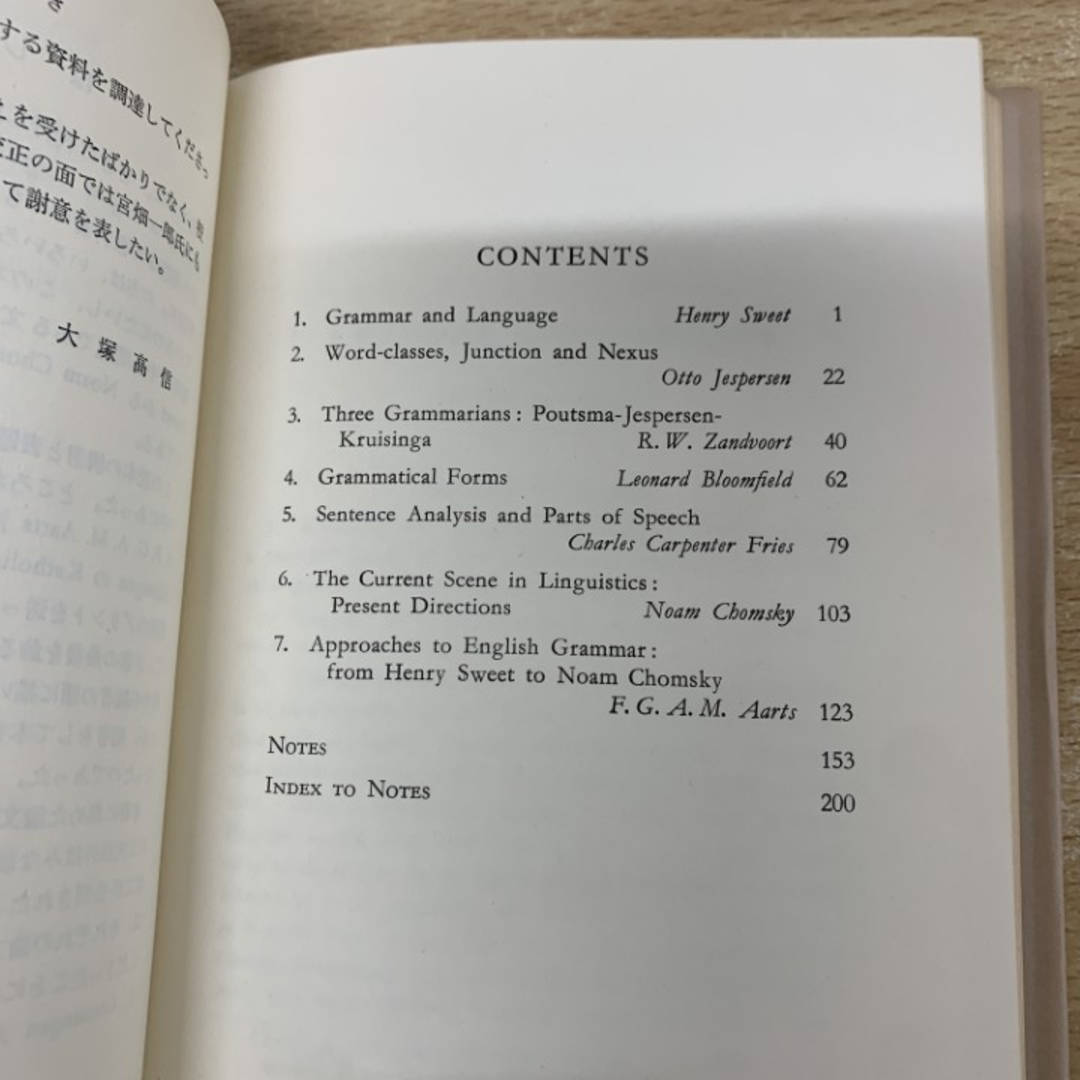 き
する資料を調達してくださっ
を受けたばかりでなく、校
正の面では宮畑一郎氏にも
て謝意を表したい。
大塚高信
CONTENTS
1. Grammar and Language Henry Sweet 1
2. Word-classes, Junction and Nexus
Otto Jespersen 22
3. Three Grammarians: Poutsma-Jespersen-
Kruisinga R. W. Zandvoort 40
4. Grammatical Forms Leonard Bloomfield 62
5. Sentence Analysis and Parts of Speech
Charles Carpenter Fries 79
6. The Current Scene in Linguistics:
Present Directions Noam Chomsky 103
7. Approaches to English Grammar:
from Henry Sweet to Noam Chomsky
F. G. A. M. Aarts 123
NOTES 153
INDEX TO NOTES 200